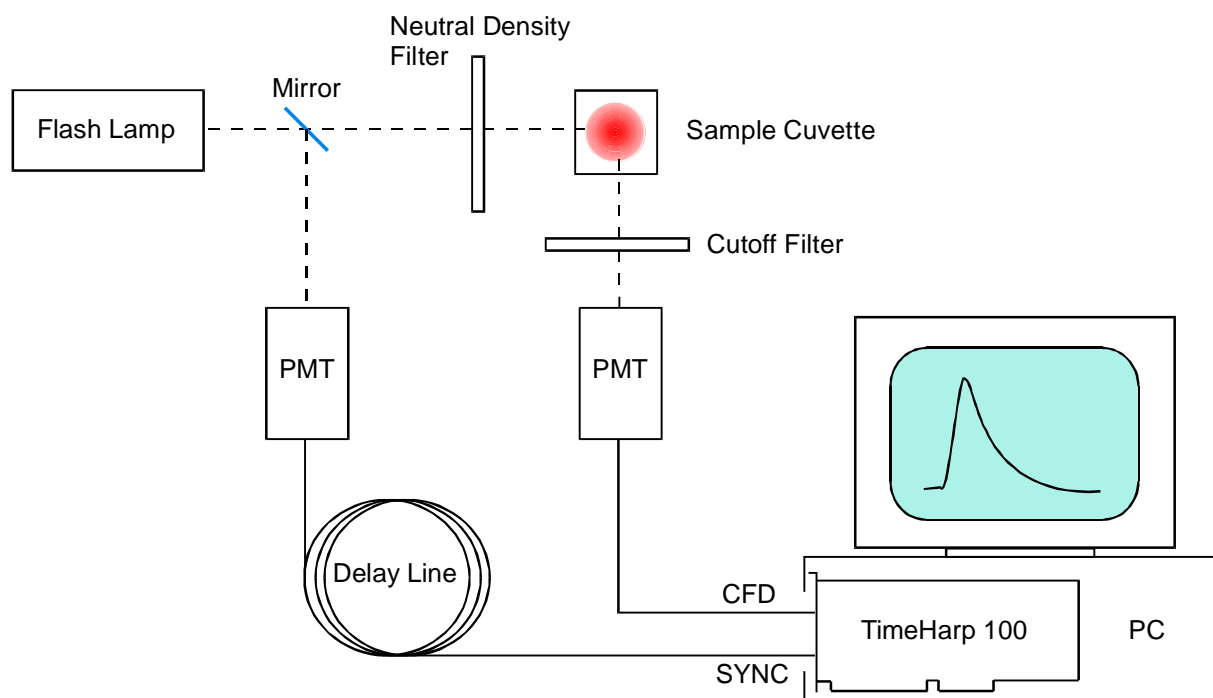 Neutral Density
Filter
Mirror
Flash Lamp
Sample Cuvette
Cutoff Filter
PMT
PMT
Delay Line
CFD
TimeHarp 100
PC
SYNC